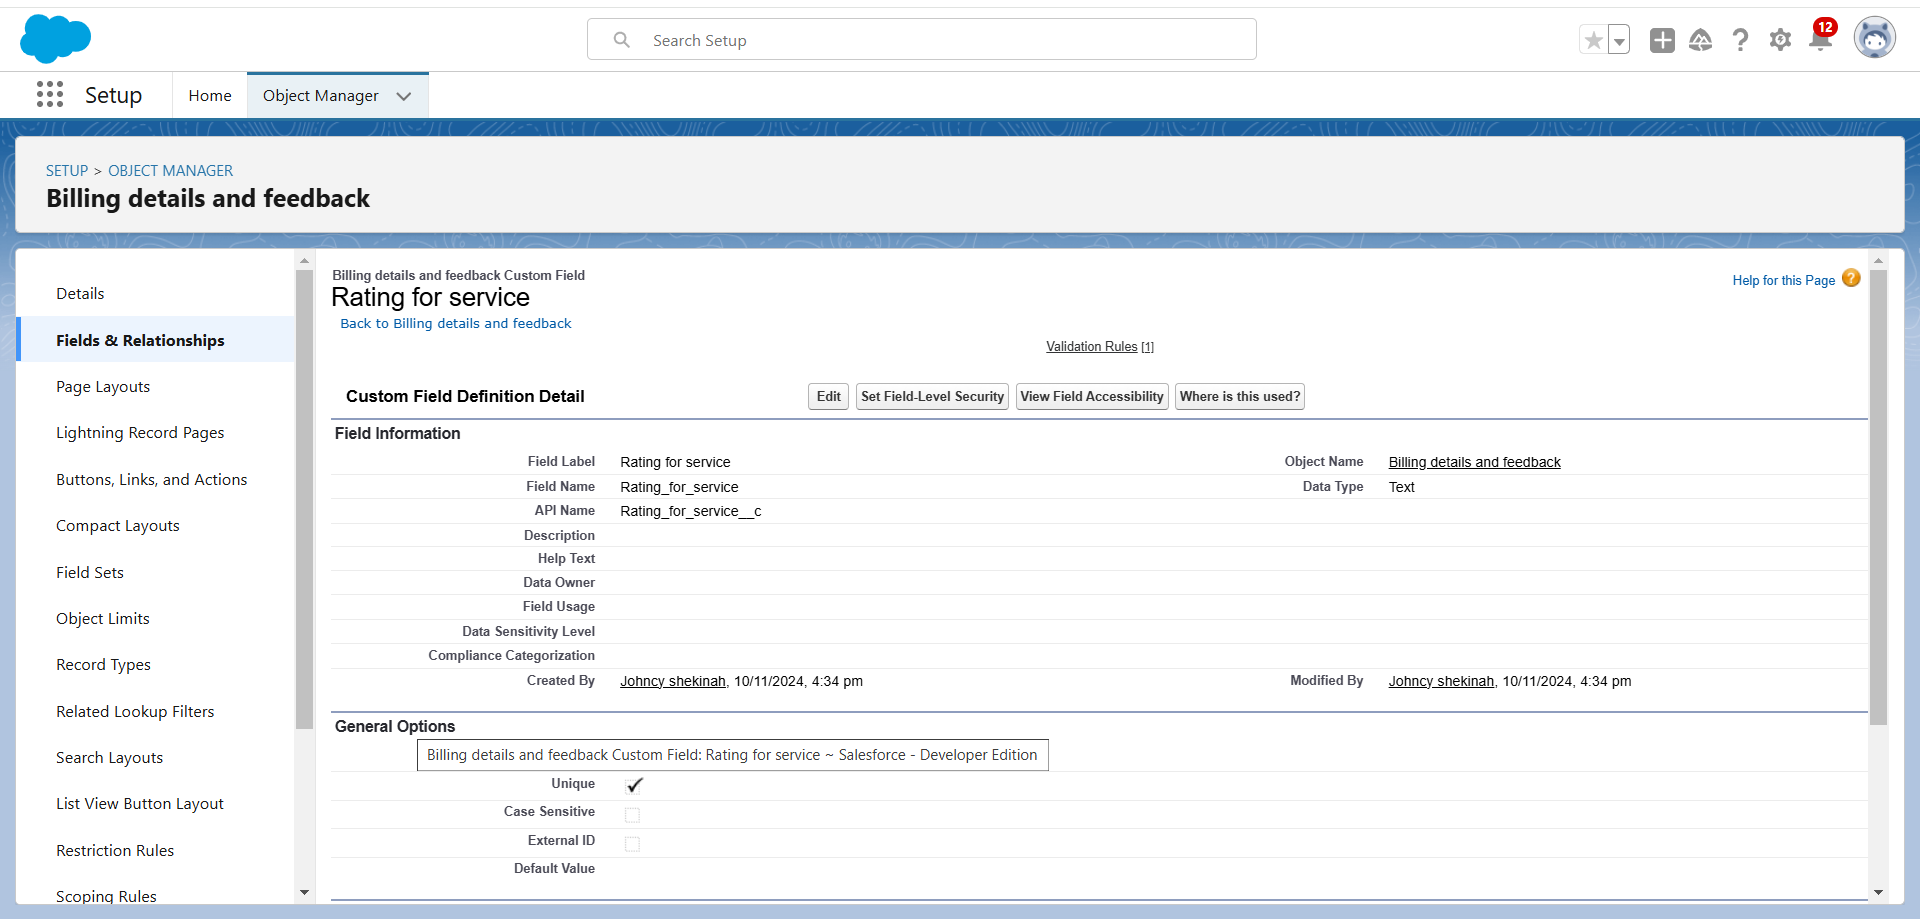 Search Setup
12
Setup
Home
Object Manager
SETUP > OBJECT MANAGER
Billing details and feedback
Details
Fields & Relationships
Page Layouts
Lightning Record Pages
Buttons, Links, and Actions
Compact Layouts
Field Sets
Object Limits
Record Types
Related Lookup Filters
Search Layouts
List View Button Layout
Restriction Rules
Scoping Rules
Billing details and feedback Custom Field
Rating for service
Back to Billing details and feedback
Help for this Page ?
Validation Rules [1]
Custom Field Definition Detail
Edit
Set Field-Level Security
View Field Accessibility
Where is this used?
Field Information
Field Label Rating for service
Object Name Billing details and feedback
Field Name Rating_for_service
Data Type Text
API Name Rating_for_service__c
Description
Help Text
Data Owner
Field Usage
Data Sensitivity Level
Compliance Categorization
Created By Johncy shekinah, 10/11/2024, 4:34 pm
Modified By Johncy shekinah, 10/11/2024, 4:34 pm
General Options
Billing details and feedback Custom Field: Rating for service ~ Salesforce - Developer Edition
Unique
Case Sensitive
External ID
Default Value